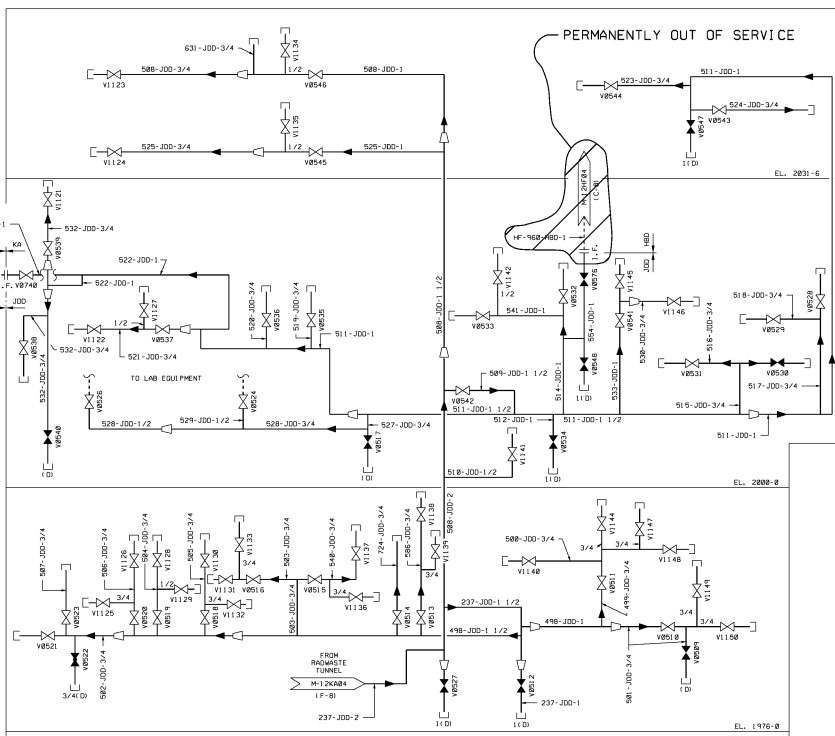 PERMANENTLY OUT OF SERVICE
631-JDD-3/4
V1134
508-JDD-3/4
1/2
508-JDD-1
V1123
V0546
523-JDD-3/4
511-JDD-1
V0544
524-JDD-3/4
V0543
V0547
1(D)
V1135
525-JDD-3/4
1/2
525-JDD-1
V1124
V0545
EL. 2031-6
M-12HF04
(C-8)
HF-960-HBD-1
I.F.
HBD
JDD
V1121
532-JDD-3/4
V0539
-1
KA
522-JDD-1
.F.
V0740
522-JDD-1
JDD
V1127
1/2
V1122
V0537
521-JDD-3/4
V0538
532-JDD-3/4
532-JDD-3/4
V0540
(D)
520-JDD-3/4
V0536
519-JDD-3/4
V0535
511-JDD-1
508-JDD-1 1/2
V1142
1/2
V0533
541-JDD-1
V0532
V0576
554-JDD-1
V0548
1(D)
514-JDD-1
V1145
V0541
V1146
530-JDD-3/4
533-JDD-1
518-JDD-3/4
V0528
V0529
516-JDD-3/4
V0531
V0530
517-JDD-3/4
515-JDD-3/4
TO LAB EQUIPMENT
V0526
V0524
529-JDD-1/2
528-JDD-1/2
528-JDD-3/4
527-JDD-3/4
V0517
(D)
509-JDD-1 1/2
V0542
511-JDD-1 1/2
512-JDD-1
511-JDD-1 1/2
V0534
1(D)
511-JDD-1
V1141
510-JDD-1/2
EL. 2000-0
508-JDD-2
507-JDD-3/4
506-JDD-3/4
V1126
504-JDD-3/4
V1128
505-JDD-3/4
V1130
V1133
3/4
503-JDD-3/4
540-JDD-3/4
V1137
724-JDD-3/4
586-JDD-3/4
V1138
V1139
3/4
V1131
V0516
V0515
3/4
V1136
1/2
V1129
3/4
V1125
3/4
V1132
V0523
V0520
V0519
V0518
503-JDD-3/4
V0514
V0513
V0521
V0522
3/4(D)
502-JDD-3/4
237-JDD-1 1/2
498-JDD-1 1/2
498-JDD-1
V1144
3/4
V1147
500-JDD-3/4
3/4
3/4
V1140
V1148
V0511
499-JDD-3/4
V1149
3/4
3/4
V0510
V1150
V0509
(D)
501-JDD-3/4
FROM
RADWASTE
TUNNEL
M-12KA04
(F-8)
237-JDD-2
V0527
1(D)
V0512
237-JDD-1
1(D)
EL. 1976-0